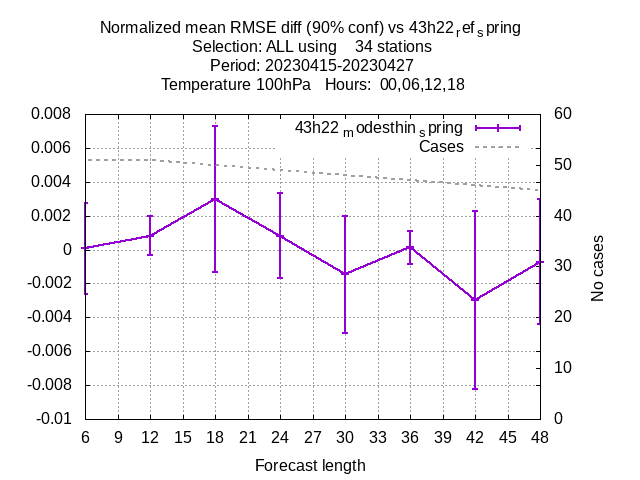 Normalized mean RMSE diff (90% conf) vs 43h22refspring
Selection: ALL using 34 stations
Period: 20230415-20230427
Temperature 100hPa Hours: 00,06,12,18
43h22modesthinspring
Cases
0.008
0.006
0.004
0.002
0
-0.002
-0.004
-0.006
-0.008
-0.01
60
50
40
30
20
10
0
No cases
6 9 12 15 18 21 24 27 30 33 36 39 42 45 48
Forecast length